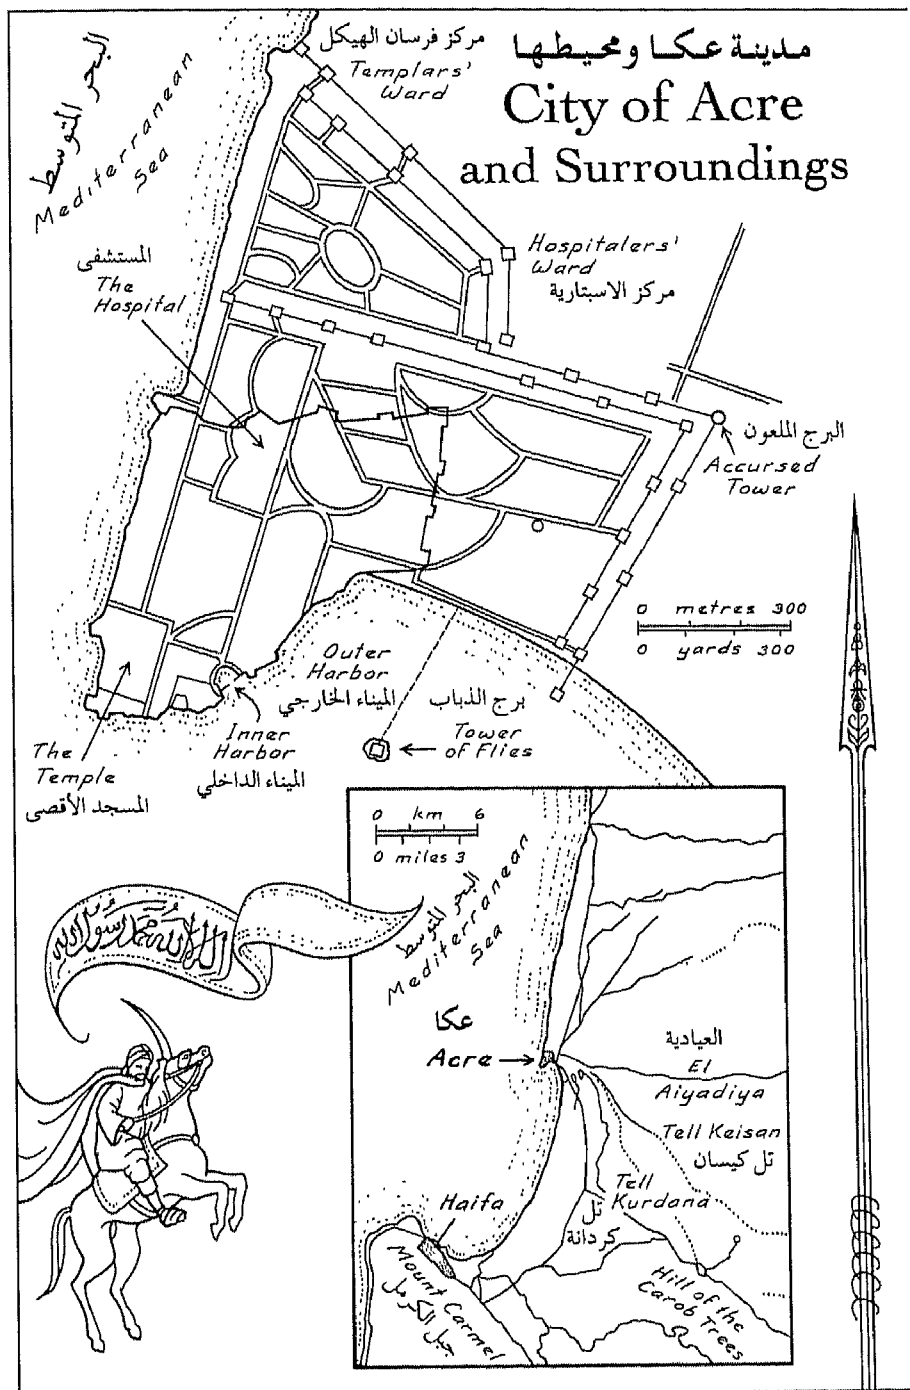 مدينة عكا ومحيطها
City of Acre
and Surroundings
البحر المتوسط
Mediterranean
Sea
مركز فرسان الهيكل
Templars'
Ward
المستشفى
The
Hospital
Hospitalers'
Ward
مركز الاسبتارية
البرج الملعون
Accursed
Tower
0 metres 300
0 yards 300
Outer
Harbor
الميناء الخارجي
برج الذباب
Tower
of Flies
Inner
Harbor
الميناء الداخلي
The
Temple
المسجد الأقصى
0 km 6
0 miles 3
البحر المتوسط
Mediterranean
Sea
عكا
Acre
العيادية
El
Aiyadiya
Tell Keisan
تل كيسان
Tell
Kurdana
تل
كردانة
Haifa
Mount Carmel
جبل الكرمل
Hill of the
Carob Trees